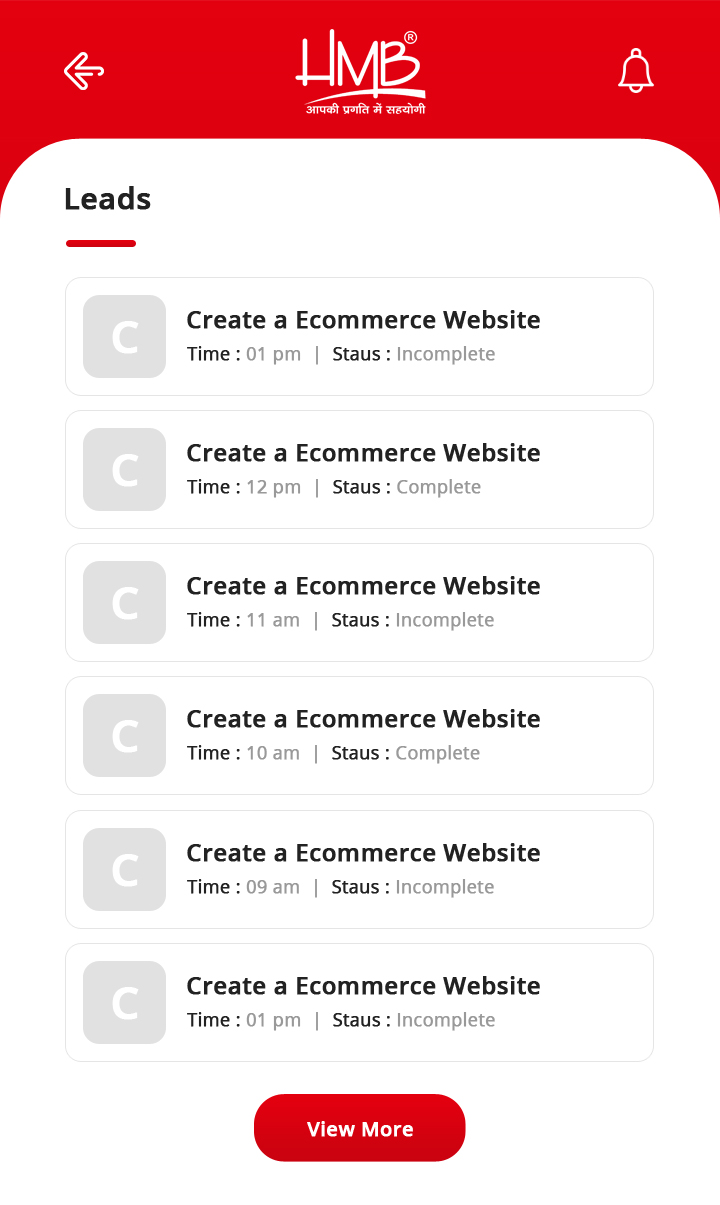 HMB®
आपकी प्रगति में सहयोगी
Leads
C
Create a Ecommerce Website
Time : 01 pm | Staus : Incomplete
C
Create a Ecommerce Website
Time : 12 pm | Staus : Complete
C
Create a Ecommerce Website
Time : 11 am | Staus : Incomplete
C
Create a Ecommerce Website
Time : 10 am | Staus : Complete
C
Create a Ecommerce Website
Time : 09 am | Staus : Incomplete
C
Create a Ecommerce Website
Time : 01 pm | Staus : Incomplete
View More